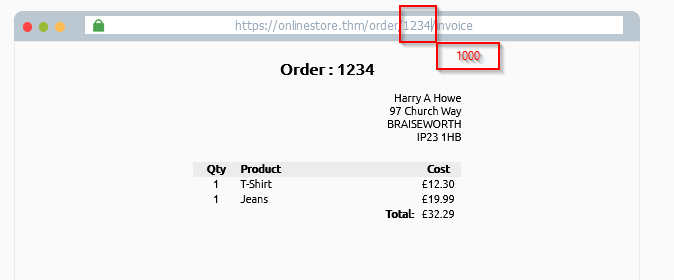 https://onlinestore.thm/order/1234/invoice
1000
Order : 1234
Harry A Howe
97 Church Way
BRAISEWORTH
IP23 1HB
Qty Product Cost
1 T-Shirt £12.30
1 Jeans £19.99
Total: £32.29